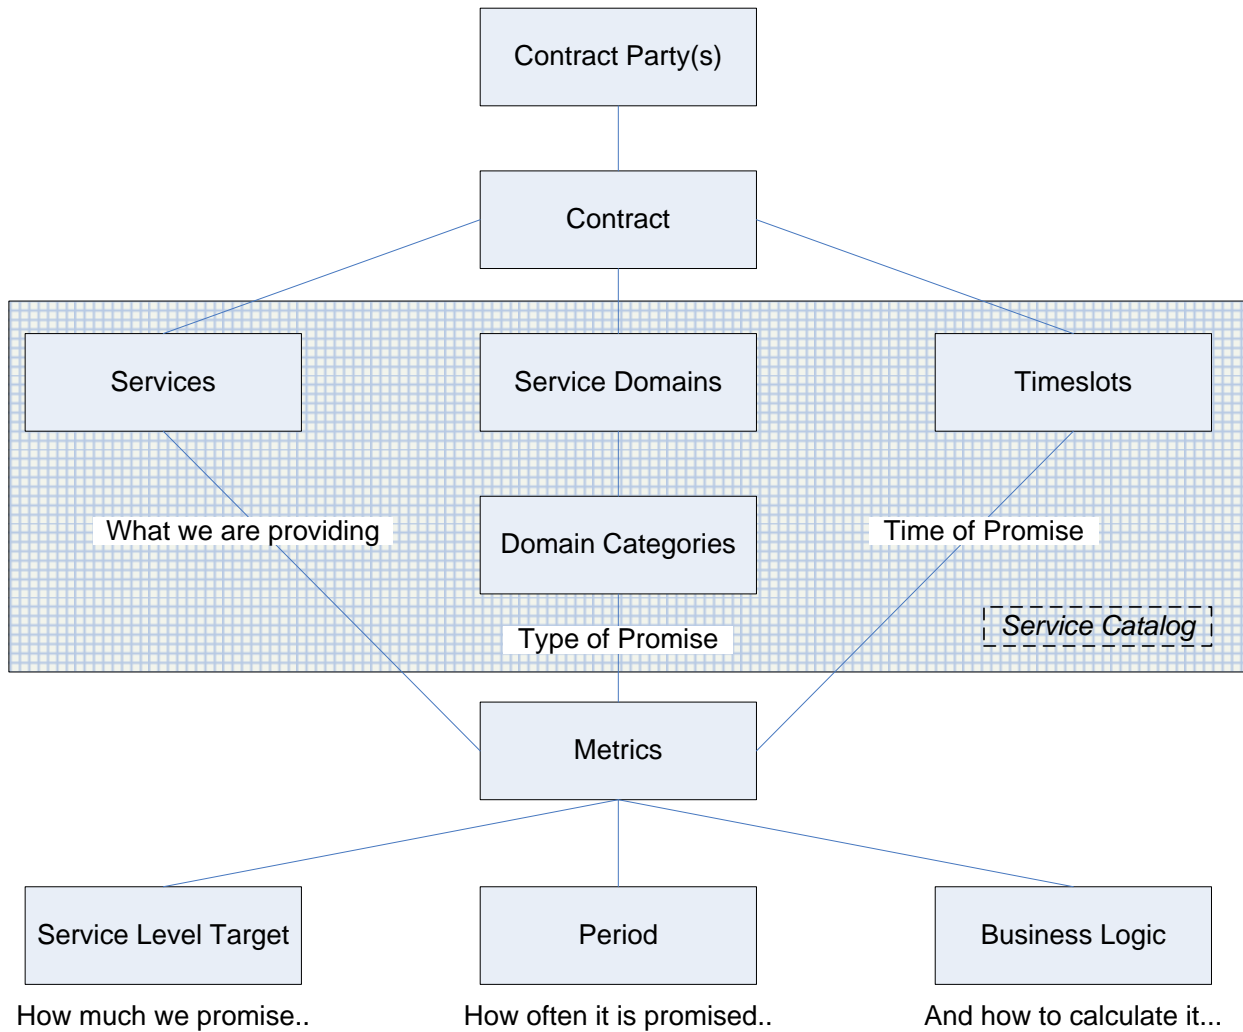 Contract Party(s)
Contract
Services
Service Domains
Timeslots
What we are providing
Domain Categories
Time of Promise
Type of Promise
Service Catalog
Metrics
Service Level Target
Period
Business Logic
How much we promise..
How often it is promised..
And how to calculate it...